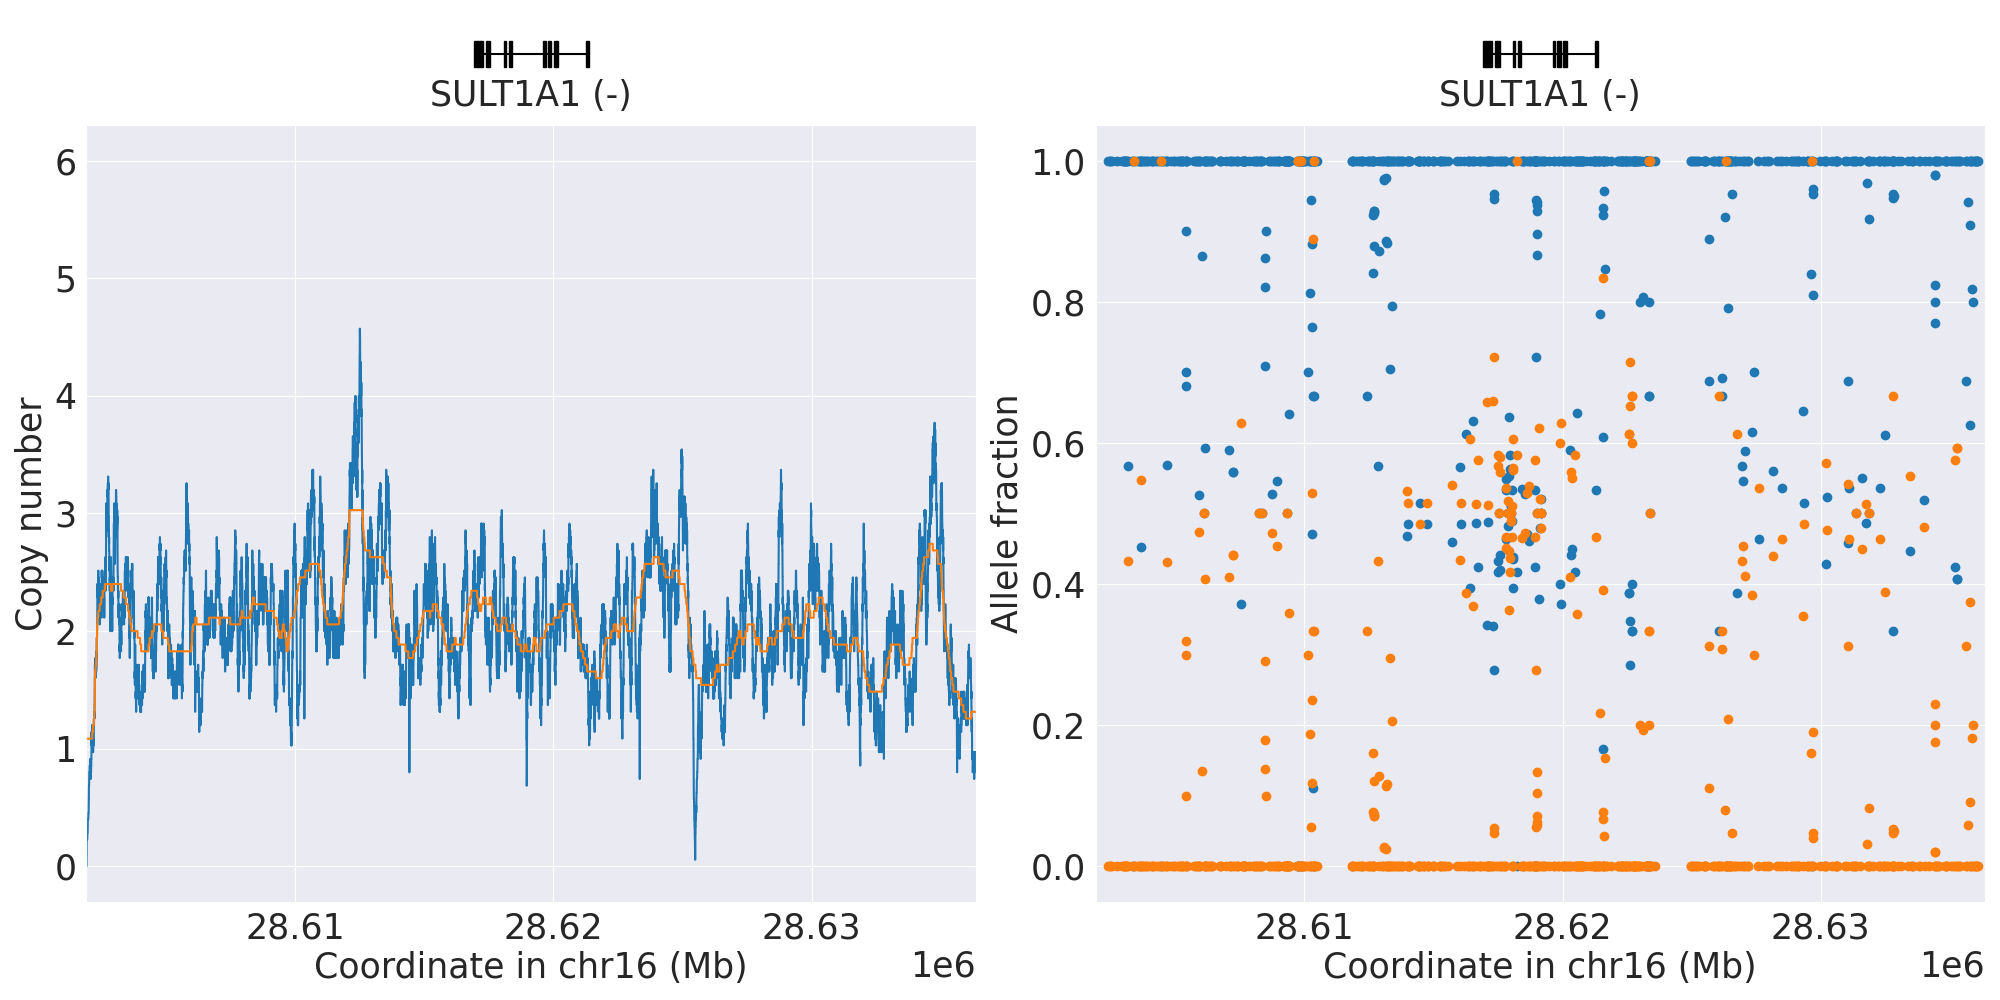 SULT1A1 (-)
Copy number
6
5
4
3
2
1
0
28.61
28.62
28.63
Coordinate in chr16 (Mb)
1e6
SULT1A1 (-)
Allele fraction
1.0
0.8
0.6
0.4
0.2
0.0
28.61
28.62
28.63
Coordinate in chr16 (Mb)
1e6